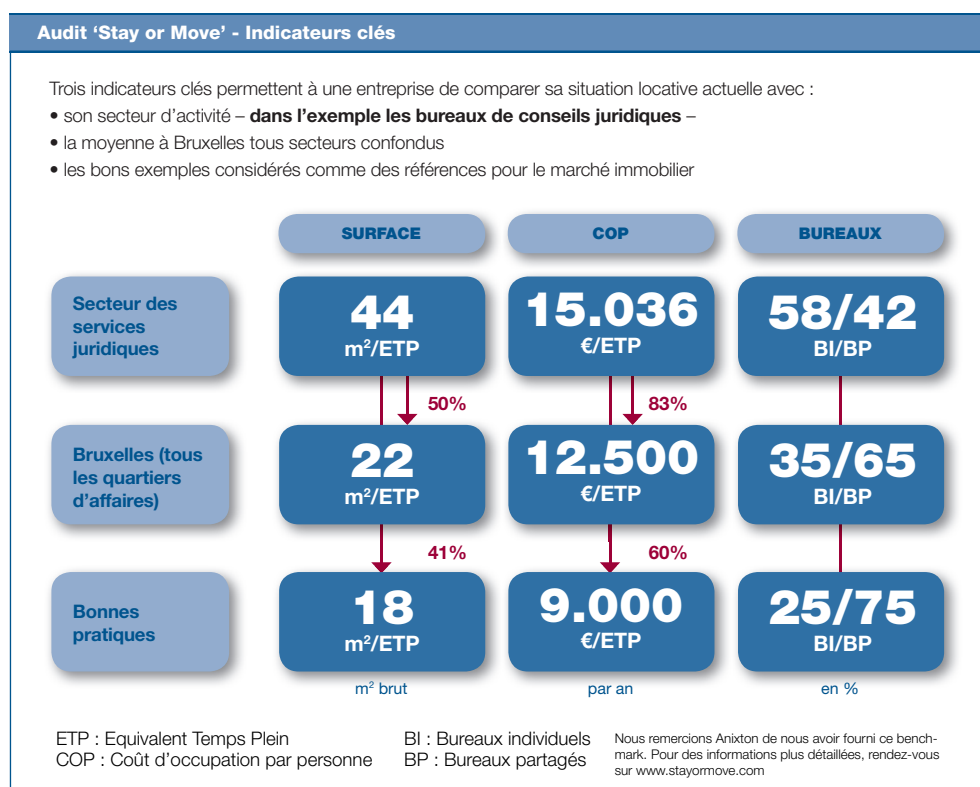 Audit ‘Stay or Move’ - Indicateurs clés
Trois indicateurs clés permettent à une entreprise de comparer sa situation locative actuelle avec :
• son secteur d’activité – dans l’exemple les bureaux de conseils juridiques –
• la moyenne à Bruxelles tous secteurs confondus
• les bons exemples considérés comme des références pour le marché immobilier
SURFACE
COP
BUREAUX
Secteur des
services
juridiques
44
m²/ETP
15.036
€/ETP
58/42
BI/BP
50%
83%
Bruxelles (tous
les quartiers
d’affaires)
22
m²/ETP
12.500
€/ETP
35/65
BI/BP
41%
60%
Bonnes
pratiques
18
m²/ETP
9.000
€/ETP
25/75
BI/BP
m² brut
par an
en %
ETP : Equivalent Temps Plein
COP : Coût d’occupation par personne
BI : Bureaux individuels
BP : Bureaux partagés
Nous remercions Anixton de nous avoir fourni ce bench-
mark. Pour des informations plus détaillées, rendez-vous
sur www.stayormove.com